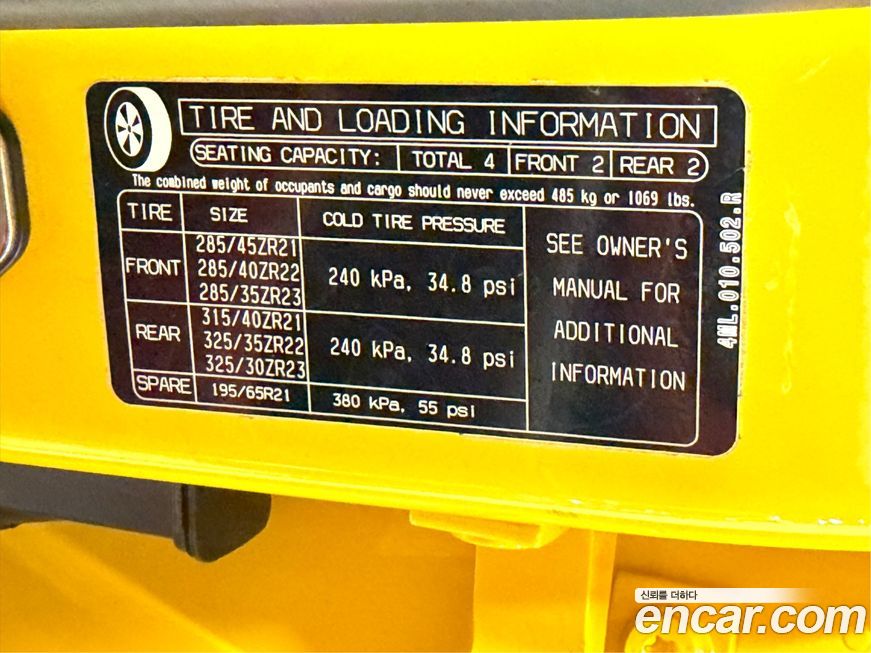 TIRE AND LOADING INFORMATION
SEATING CAPACITY: TOTAL 4 FRONT 2 REAR 2
The combined weight of occupants and cargo should never exceed 485 kg or 1069 lbs.
TIRE SIZE COLD TIRE PRESSURE
FRONT
285/45ZR21
285/40ZR22
285/35ZR23
240 kPa, 34.8 psi
REAR
315/40ZR21
325/35ZR22
325/30ZR23
240 kPa, 34.8 psi
SPARE 195/65R21 380 kPa, 55 psi
SEE OWNER'S
MANUAL FOR
ADDITIONAL
INFORMATION
4ML.010.502.R
신뢰를 더하다
encar.com